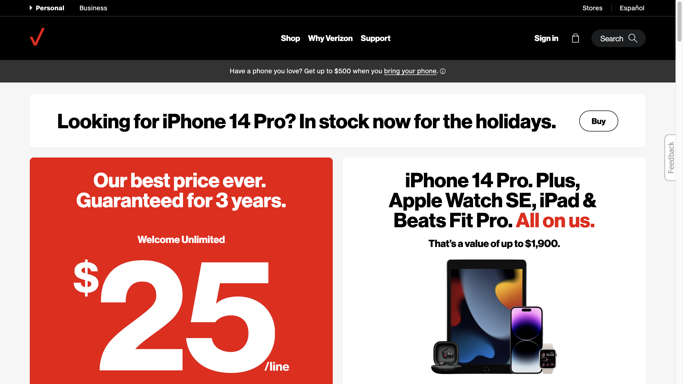 Personal Business Stores Español
Shop Why Verizon Support Sign in Search
Have a phone you love? Get up to $500 when you bring your phone.
Looking for iPhone 14 Pro? In stock now for the holidays. Buy
Feedback
Our best price ever.
Guaranteed for 3 years.
Welcome Unlimited
$25/line
iPhone 14 Pro. Plus,
Apple Watch SE, iPad &
Beats Fit Pro. All on us.
That's a value of up to $1,900.